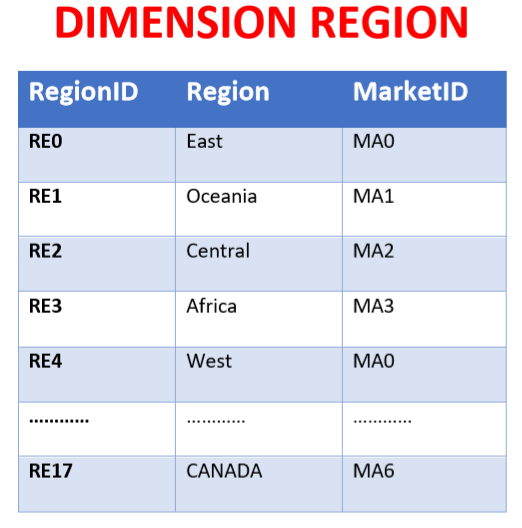 DIMENSION REGION
RegionID Region MarketID
RE0 East MA0
RE1 Oceania MA1
RE2 Central MA2
RE3 Africa MA3
RE4 West MA0
………… ………… …………
RE17 CANADA MA6